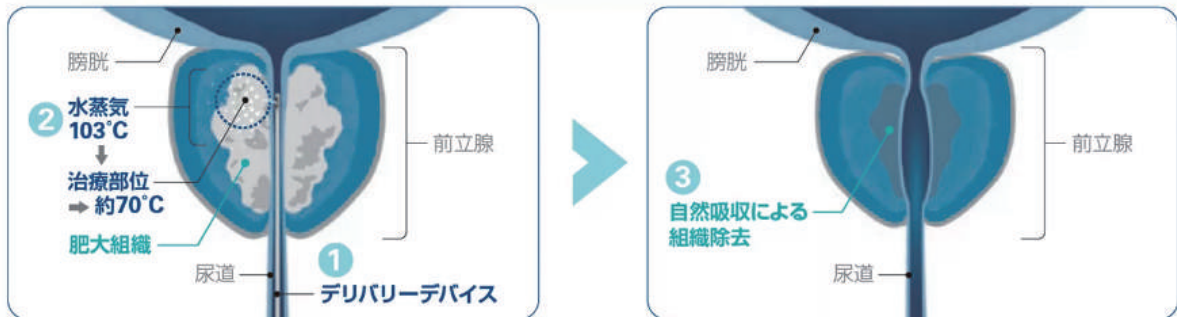 膀胱
② 水蒸気
103℃
治療部位
約70℃
肥大組織
尿道
①
デリバリーデバイス
前立腺
膀胱
③
自然吸収による
組織除去
尿道
前立腺